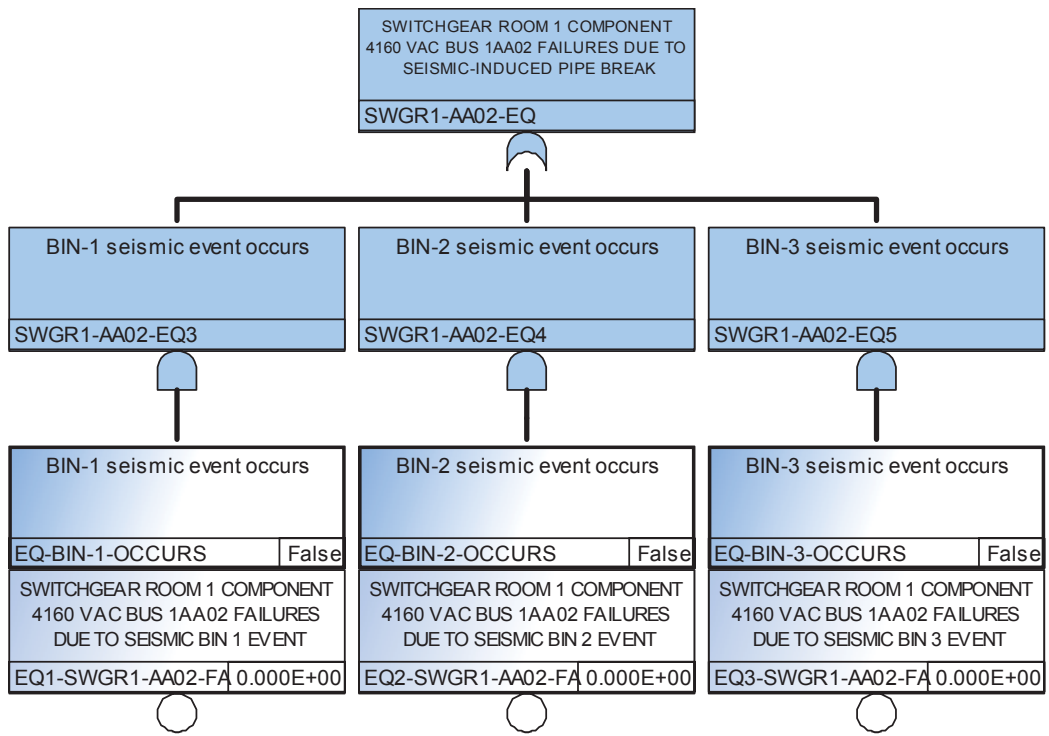 SWITCHGEAR ROOM 1 COMPONENT
4160 VAC BUS 1AA02 FAILURES DUE TO
SEISMIC-INDUCED PIPE BREAK
SWGR1-AA02-EQ
BIN-1 seismic event occurs
SWGR1-AA02-EQ3
BIN-2 seismic event occurs
SWGR1-AA02-EQ4
BIN-3 seismic event occurs
SWGR1-AA02-EQ5
BIN-1 seismic event occurs
EQ-BIN-1-OCCURS False
SWITCHGEAR ROOM 1 COMPONENT
4160 VAC BUS 1AA02 FAILURES
DUE TO SEISMIC BIN 1 EVENT
EQ1-SWGR1-AA02-FA 0.000E+00
BIN-2 seismic event occurs
EQ-BIN-2-OCCURS False
SWITCHGEAR ROOM 1 COMPONENT
4160 VAC BUS 1AA02 FAILURES
DUE TO SEISMIC BIN 2 EVENT
EQ2-SWGR1-AA02-FA 0.000E+00
BIN-3 seismic event occurs
EQ-BIN-3-OCCURS False
SWITCHGEAR ROOM 1 COMPONENT
4160 VAC BUS 1AA02 FAILURES
DUE TO SEISMIC BIN 3 EVENT
EQ3-SWGR1-AA02-FA 0.000E+00